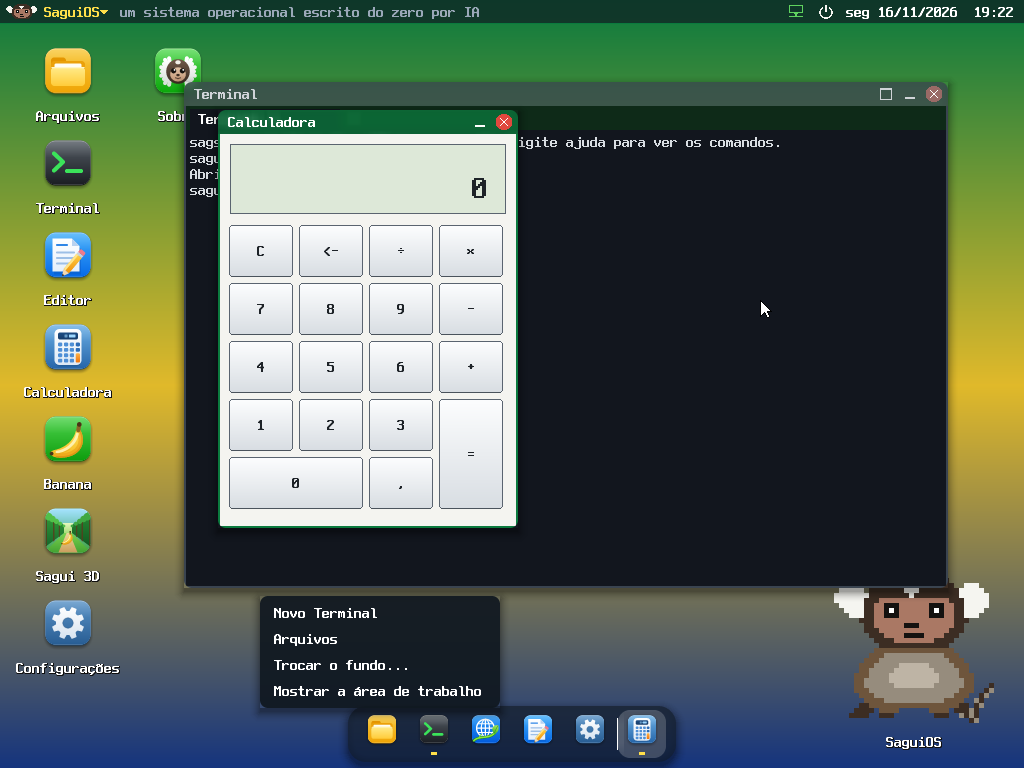 SaguiOS um sistema operacional escrito do zero por IA seg 16/11/2026 19:22
Arquivos
Terminal
Editor
Calculadora
Banana
Sagui 3D
Configurações
Terminal
igite ajuda para ver os comandos.
Calculadora
0
C <- ÷ ×
7 8 9 -
4 5 6 +
1 2 3 =
0 ,
Novo Terminal
Arquivos
Trocar o fundo...
Mostrar a área de trabalho
SaguiOS